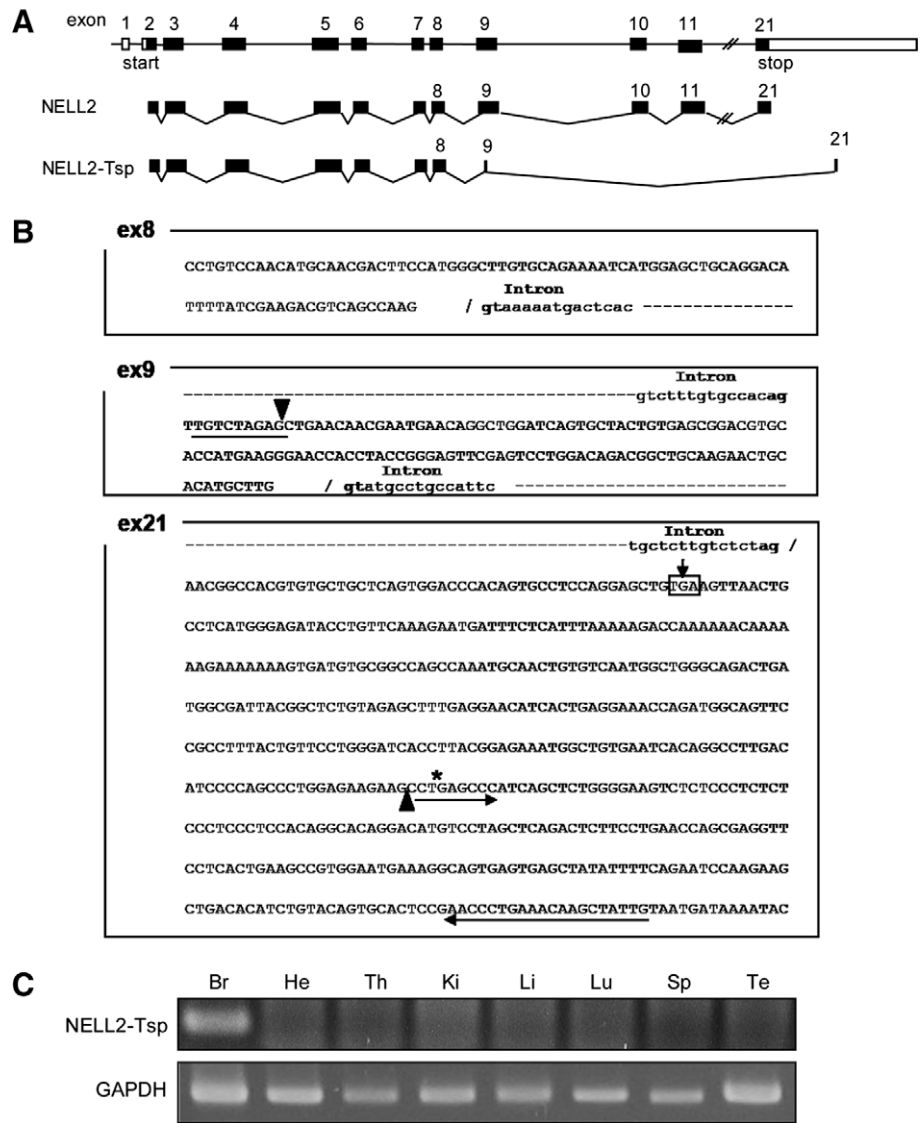 A
exon 1 2 3 4 5 6 7 8 9 10 11 21
start stop
8 9 10 11 21
NELL2
8 9 21
NELL2-Tsp
B
ex8
CCTGTCCAACATGCAACGACTTCCATGGGCTTGTGCAGAAAATCATGGAGCTGCAGGACA
Intron
TTTTATCGAAGACGTCAGCCAAG / gtaaaaatgactcac ----------------
ex9
Intron
------------------------------------------------gtctttgtgccacag
TTGTCTAGAGCTGAACAACGAATGAACAGGCTGGATCAGTGCTACTGTGAGCGGACGTGC
ACCATGAAGGGAACCACCTACCGGGAGTTCGAGTCCTGGACAGACGGCTGCAAGAACTGC
Intron
ACATGCTTG / gtatgcctgccattc ------------------------------
ex21
Intron
------------------------------------------------tgctcttgtctctag /
AACGGCCACGTGTGCTGCTCAGTGGACCCACAGTGCCTCCAGGAGCTGTGAAGTTAACTG
CCTCATGGGAGATACCTGTTCAAAGAATGATTTCTCATTTAAAAAGACCAAAAAACAAAA
AAGAAAAAAAGTGATGTGCGGCCAGCCAAATGCAACTGTGTCAATGGCTGGGCAGACTGA
TGGCGATTACGGCTCTGTAGAGCTTTGAGGAACATCACTGAGGAAACCAGATGGCAGTTC
CGCCTTTACTGTTCCTGGGATCACCTTACGGAGAAATGGCTGTGAATCACAGGCCTTGAC
*
ATCCCCAGCCCTGGAGAAGAAGCCTGAGCCCATCAGCTCTGGGGAAGTCTCTCCCTCTCT
CCCTCCCTCCACAGGCACAGGACATGTCCTAGCTCAGACTCTTCCTGAACCAGCGAGGTT
CCTCACTGAAGCCGTGGAATGAAAGGCAGTGAGTGAGCTATATTTTCAGAATCCAAGAAG
CTGACACATCTGTACAGTGCACTCCGAACCCTGAAACAAGCTATTGTAATGATAAAATAC
C
Br He Th Ki Li Lu Sp Te
NELL2-Tsp
GAPDH